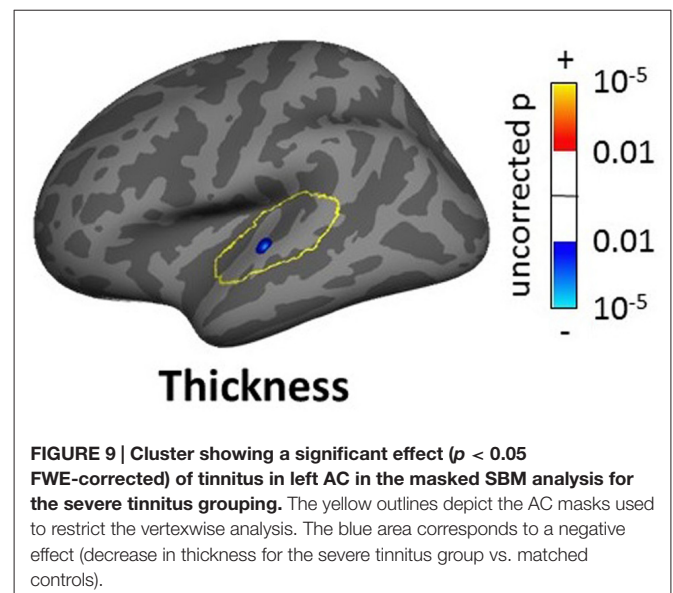 +
10-5
0.01
uncorrected p
0.01
10-5
-
Thickness
FIGURE 9 | Cluster showing a significant effect (p < 0.05
FWE-corrected) of tinnitus in left AC in the masked SBM analysis for
the severe tinnitus grouping. The yellow outlines depict the AC masks used
to restrict the vertexwise analysis. The blue area corresponds to a negative
effect (decrease in thickness for the severe tinnitus group vs. matched
controls).